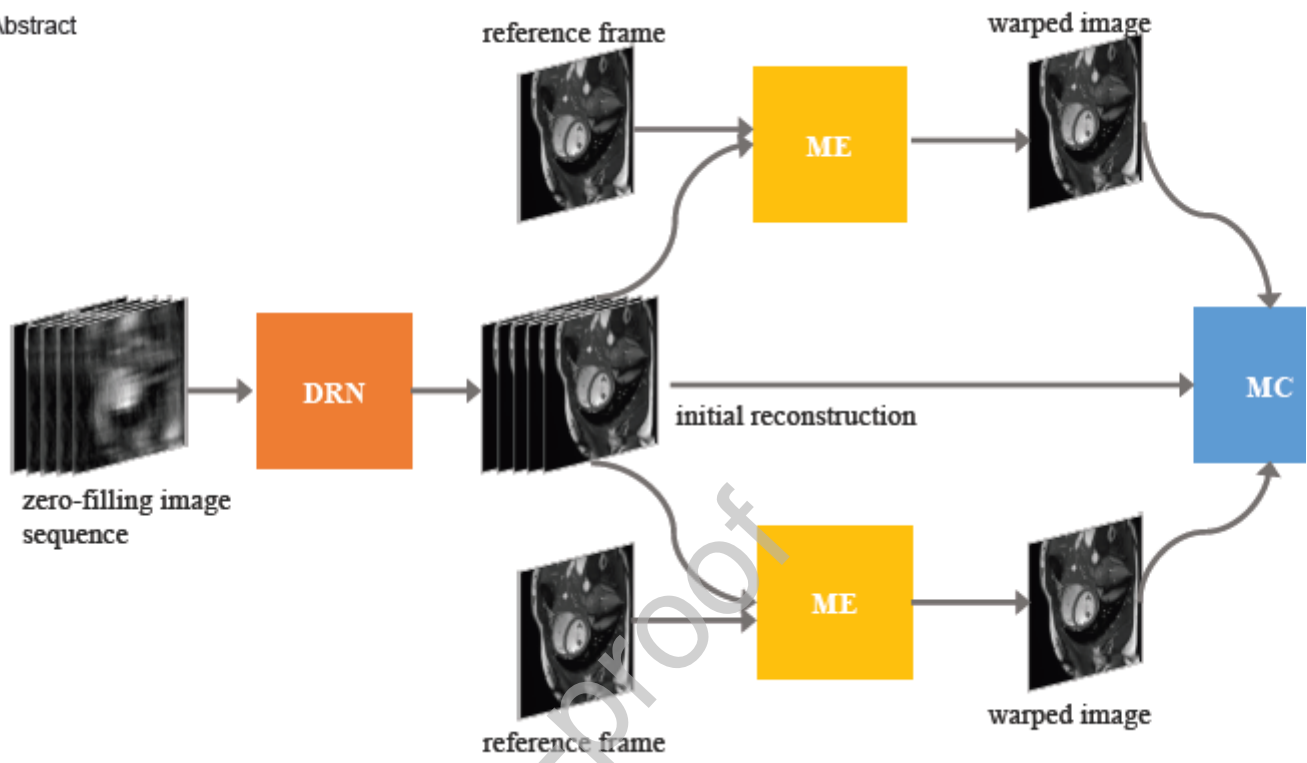 Abstract
reference frame
warped image
ME
DRN
MC
initial reconstruction
zero-filling image
sequence
ME
warped image
reference frame
proof